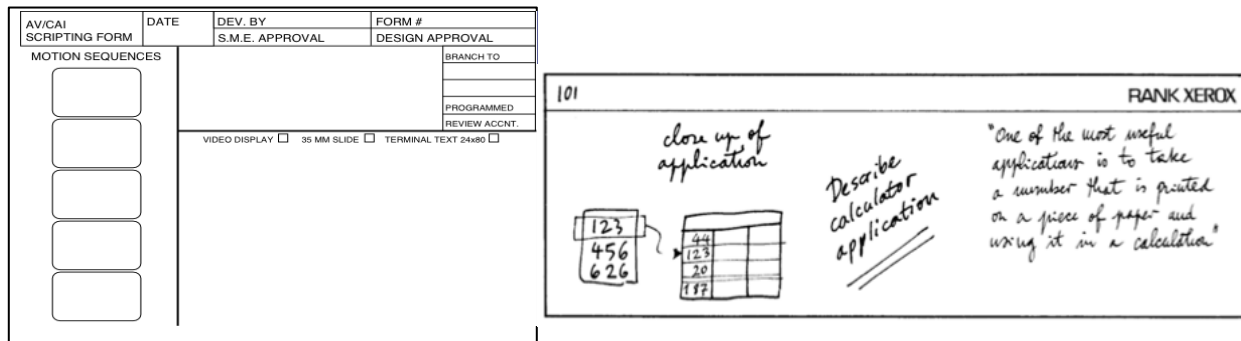 AV/CAI
SCRIPTING FORM
DATE
DEV. BY
FORM #
S.M.E. APPROVAL
DESIGN APPROVAL
MOTION SEQUENCES
BRANCH TO
PROGRAMMED
REVIEW ACCNT.
VIDEO DISPLAY
35 MM SLIDE
TERMINAL TEXT 24x80
101
RANK XEROX
close up of
application
123
456
626
44
123
20
187
Describe
calculator
application
"One of the most useful
applications is to take
a number that is printed
on a piece of paper and
using it in a calculation"